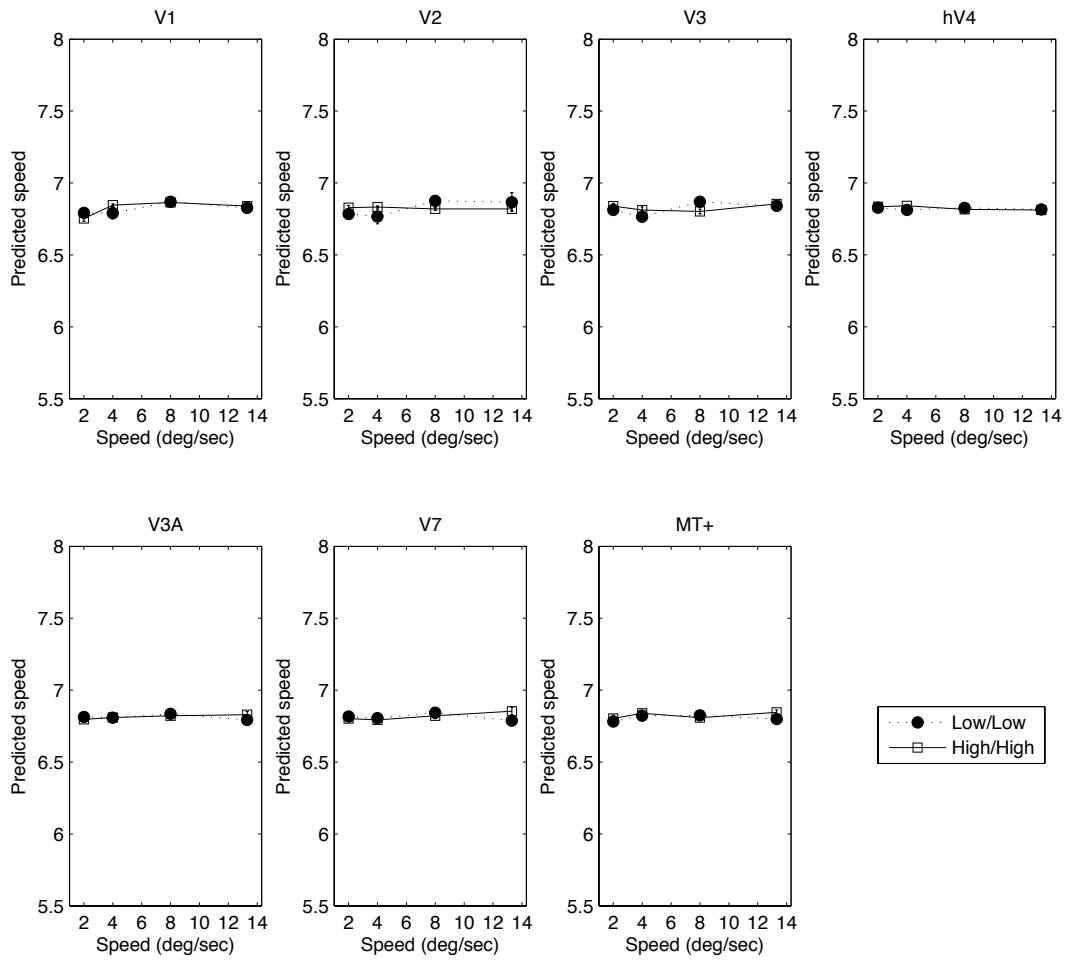 V1 V2 V3 hV4
8 8 8 8
7.5 7.5 7.5 7.5
7 7 7 7
6.5 6.5 6.5 6.5
6 6 6 6
5.5 5.5 5.5 5.5
Predicted speed Predicted speed Predicted speed Predicted speed
2 4 6 8 10 12 14 2 4 6 8 10 12 14 2 4 6 8 10 12 14 2 4 6 8 10 12 14
Speed (deg/sec) Speed (deg/sec) Speed (deg/sec) Speed (deg/sec)
V3A V7 MT+
8 8 8
7.5 7.5 7.5
7 7 7
6.5 6.5 6.5
6 6 6
5.5 5.5 5.5
Predicted speed Predicted speed Predicted speed
2 4 6 8 10 12 14 2 4 6 8 10 12 14 2 4 6 8 10 12 14
Speed (deg/sec) Speed (deg/sec) Speed (deg/sec)
Low/Low
High/High